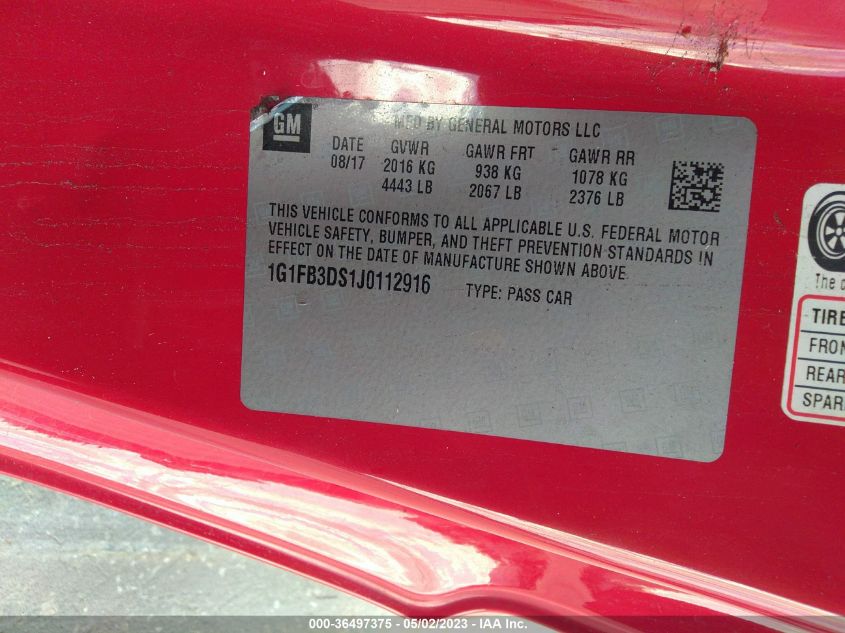 GM
MFD BY GENERAL MOTORS LLC
DATE GVWR GAWR FRT GAWR RR
08/17 2016 KG 938 KG 1078 KG
4443 LB 2067 LB 2376 LB
THIS VEHICLE CONFORMS TO ALL APPLICABLE U.S. FEDERAL MOTOR
VEHICLE SAFETY, BUMPER, AND THEFT PREVENTION STANDARDS IN
EFFECT ON THE DATE OF MANUFACTURE SHOWN ABOVE.
1G1FB3DS1J0112916 TYPE: PASS CAR
The c
TIRE
FRON
REAR
SPAR
000-36497375 - 05/02/2023 - IAA Inc.